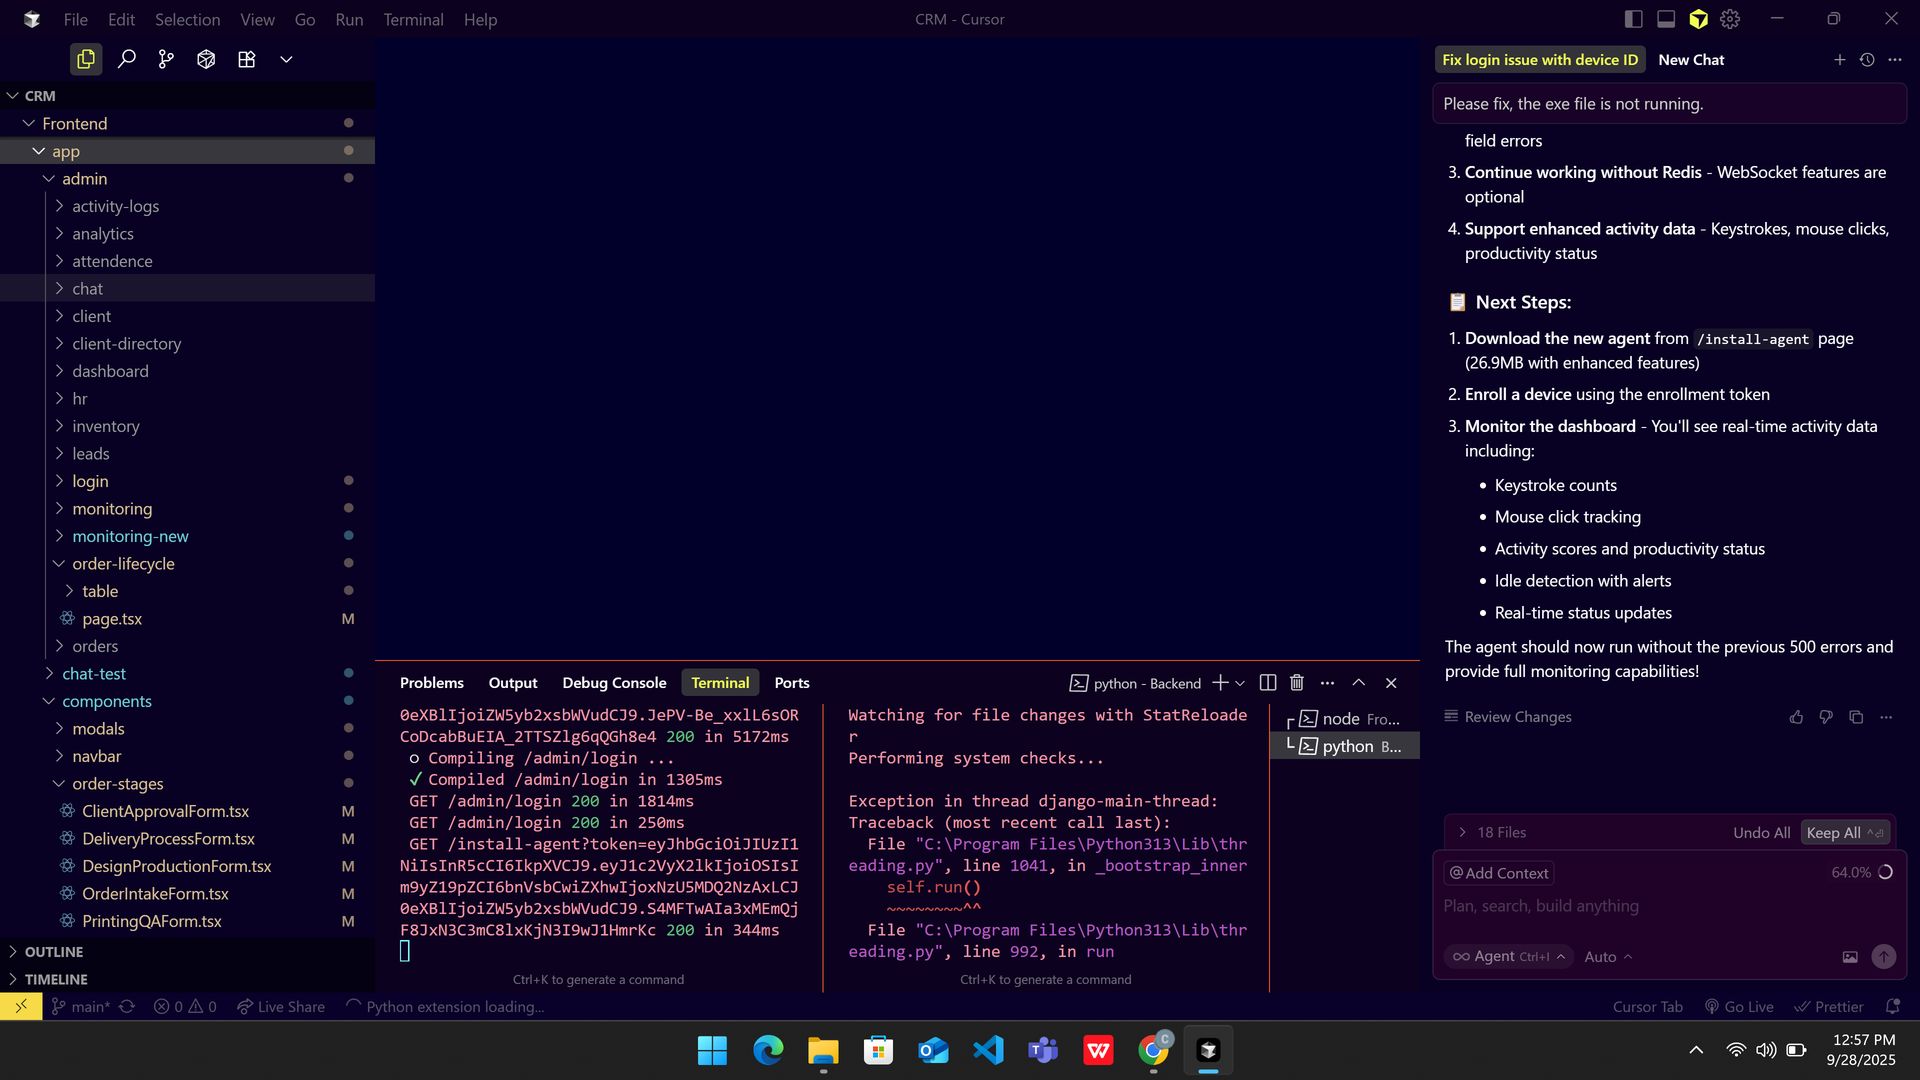 File Edit Selection View Go Run Terminal Help
CRM - Cursor
CRM
Frontend
app
admin
activity-logs
analytics
attendence
chat
client
client-directory
dashboard
hr
inventory
leads
login
monitoring
monitoring-new
order-lifecycle
table
page.tsx M
orders
chat-test
components
modals
navbar
order-stages
ClientApprovalForm.tsx M
DeliveryProcessForm.tsx M
DesignProductionForm.tsx M
OrderIntakeForm.tsx M
PrintingQAForm.tsx M
OUTLINE
TIMELINE
Problems Output Debug Console Terminal Ports
python - Backend
0eXBlIjoiZW5yb2xsbWVudCJ9.JePV-Be_xxlL6sOR
CoDcabBuEIA_2TTSZlg6qQGh8e4 200 in 5172ms
○ Compiling /admin/login ...
✓ Compiled /admin/login in 1305ms
GET /admin/login 200 in 1814ms
GET /admin/login 200 in 250ms
GET /install-agent?token=eyJhbGciOiJIUzI1
NiIsInR5cCI6IkpXVCJ9.eyJ1c2VyX2lkIjoiOSIsI
m9yZ19pZCI6bnVsbCwiZXhwIjoxNzU5MDQ2NzAxLCJ
0eXBlIjoiZW5yb2xsbWVudCJ9.S4MFTwAIa3xMEmQj
F8JxN3C3mC8lxKjN3I9wJ1HmrKc 200 in 344ms
Ctrl+K to generate a command
Watching for file changes with StatReloade
r
Performing system checks...
Exception in thread django-main-thread:
Traceback (most recent call last):
File "C:\Program Files\Python313\Lib\thr
eading.py", line 1041, in _bootstrap_inner
self.run()
~~~~~~~~^^
File "C:\Program Files\Python313\Lib\thr
eading.py", line 992, in run
Ctrl+K to generate a command
node Fro...
python B...
Fix login issue with device ID New Chat
Please fix, the exe file is not running.
field errors
3. Continue working without Redis - WebSocket features are
optional
4. Support enhanced activity data - Keystrokes, mouse clicks,
productivity status
📋 Next Steps:
1. Download the new agent from /install-agent page
(26.9MB with enhanced features)
2. Enroll a device using the enrollment token
3. Monitor the dashboard - You'll see real-time activity data
including:
• Keystroke counts
• Mouse click tracking
• Activity scores and productivity status
• Idle detection with alerts
• Real-time status updates
The agent should now run without the previous 500 errors and
provide full monitoring capabilities!
Review Changes
18 Files Undo All Keep All
@ Add Context 64.0%
Plan, search, build anything
Agent Ctrl+I Auto
main* 0 0 Live Share Python extension loading...
Cursor Tab Go Live Prettier
12:57 PM
9/28/2025